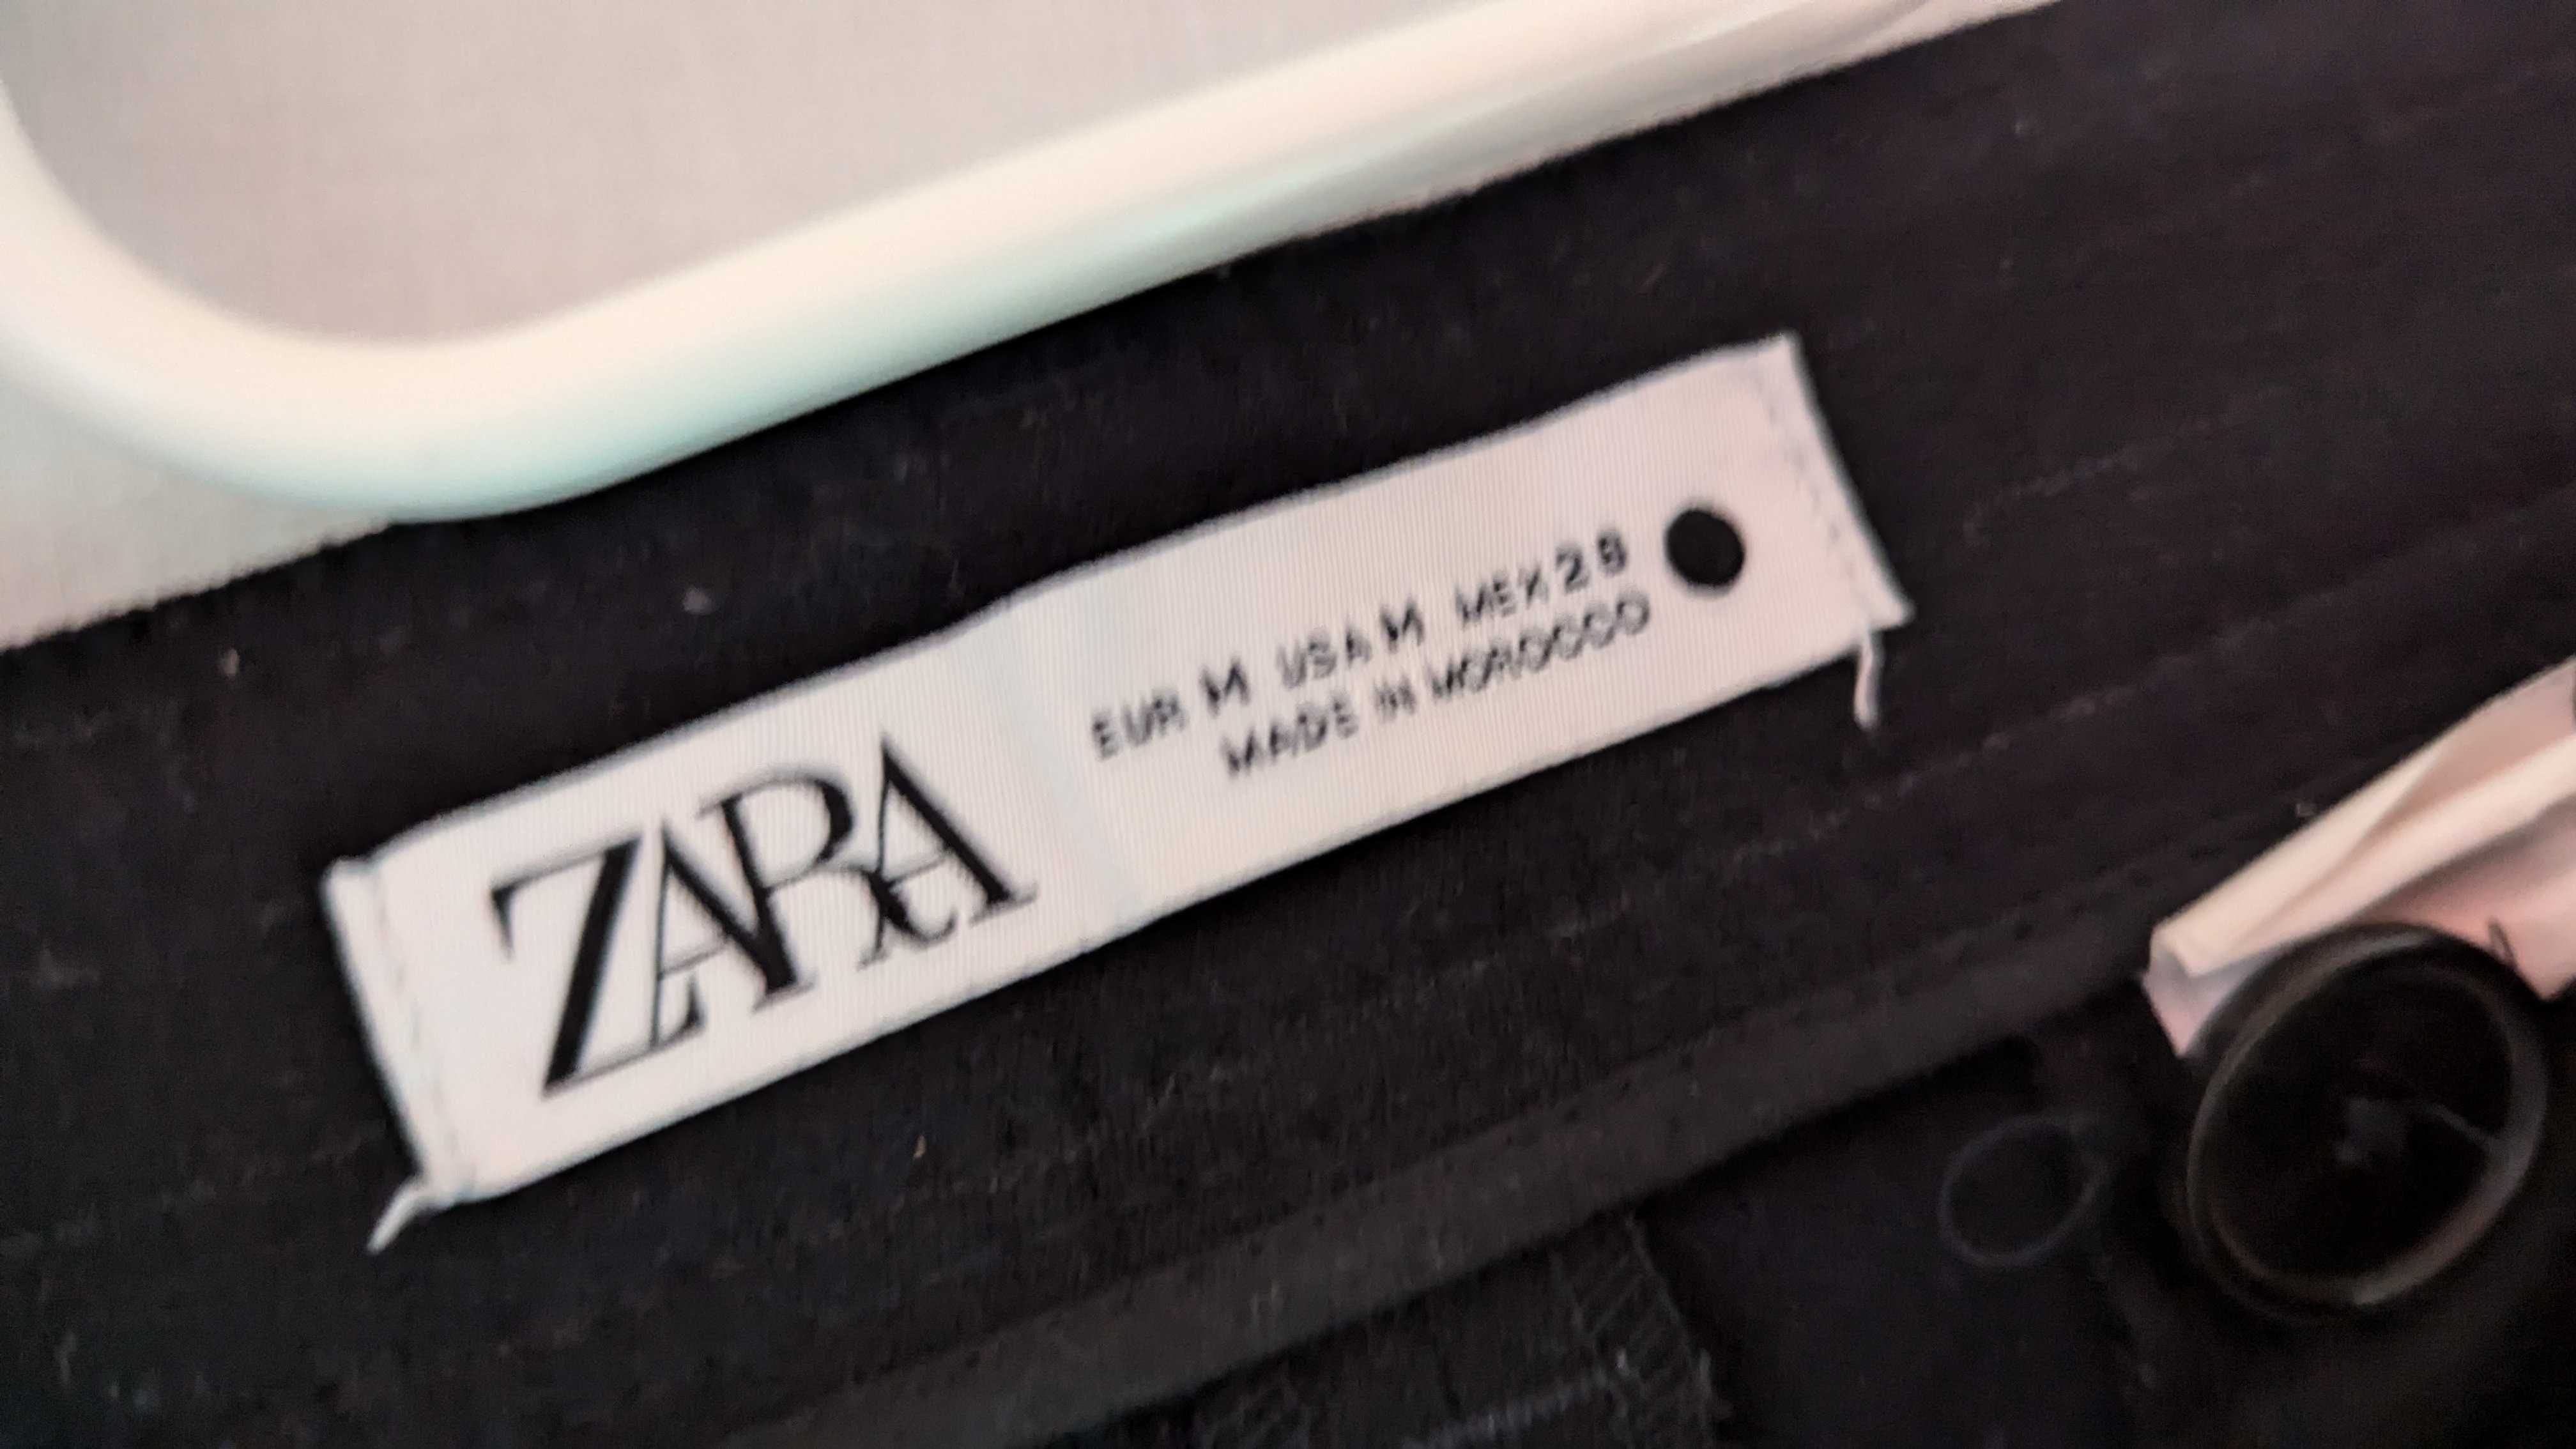 ZARA
EUR M USA M MEX 28
MADE IN MOROCCO